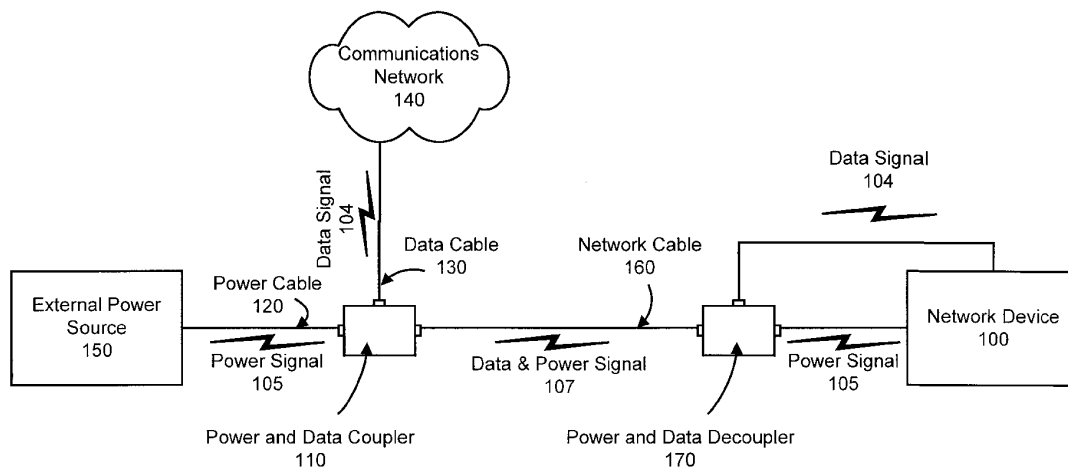 Communications
Network
140
Data Signal
104
Data Signal
104
Data Cable
130
Network Cable
160
Power Cable
120
External Power
Source
150
Network Device
100
Power Signal
105
Data & Power Signal
107
Power Signal
105
Power and Data Coupler
110
Power and Data Decoupler
170